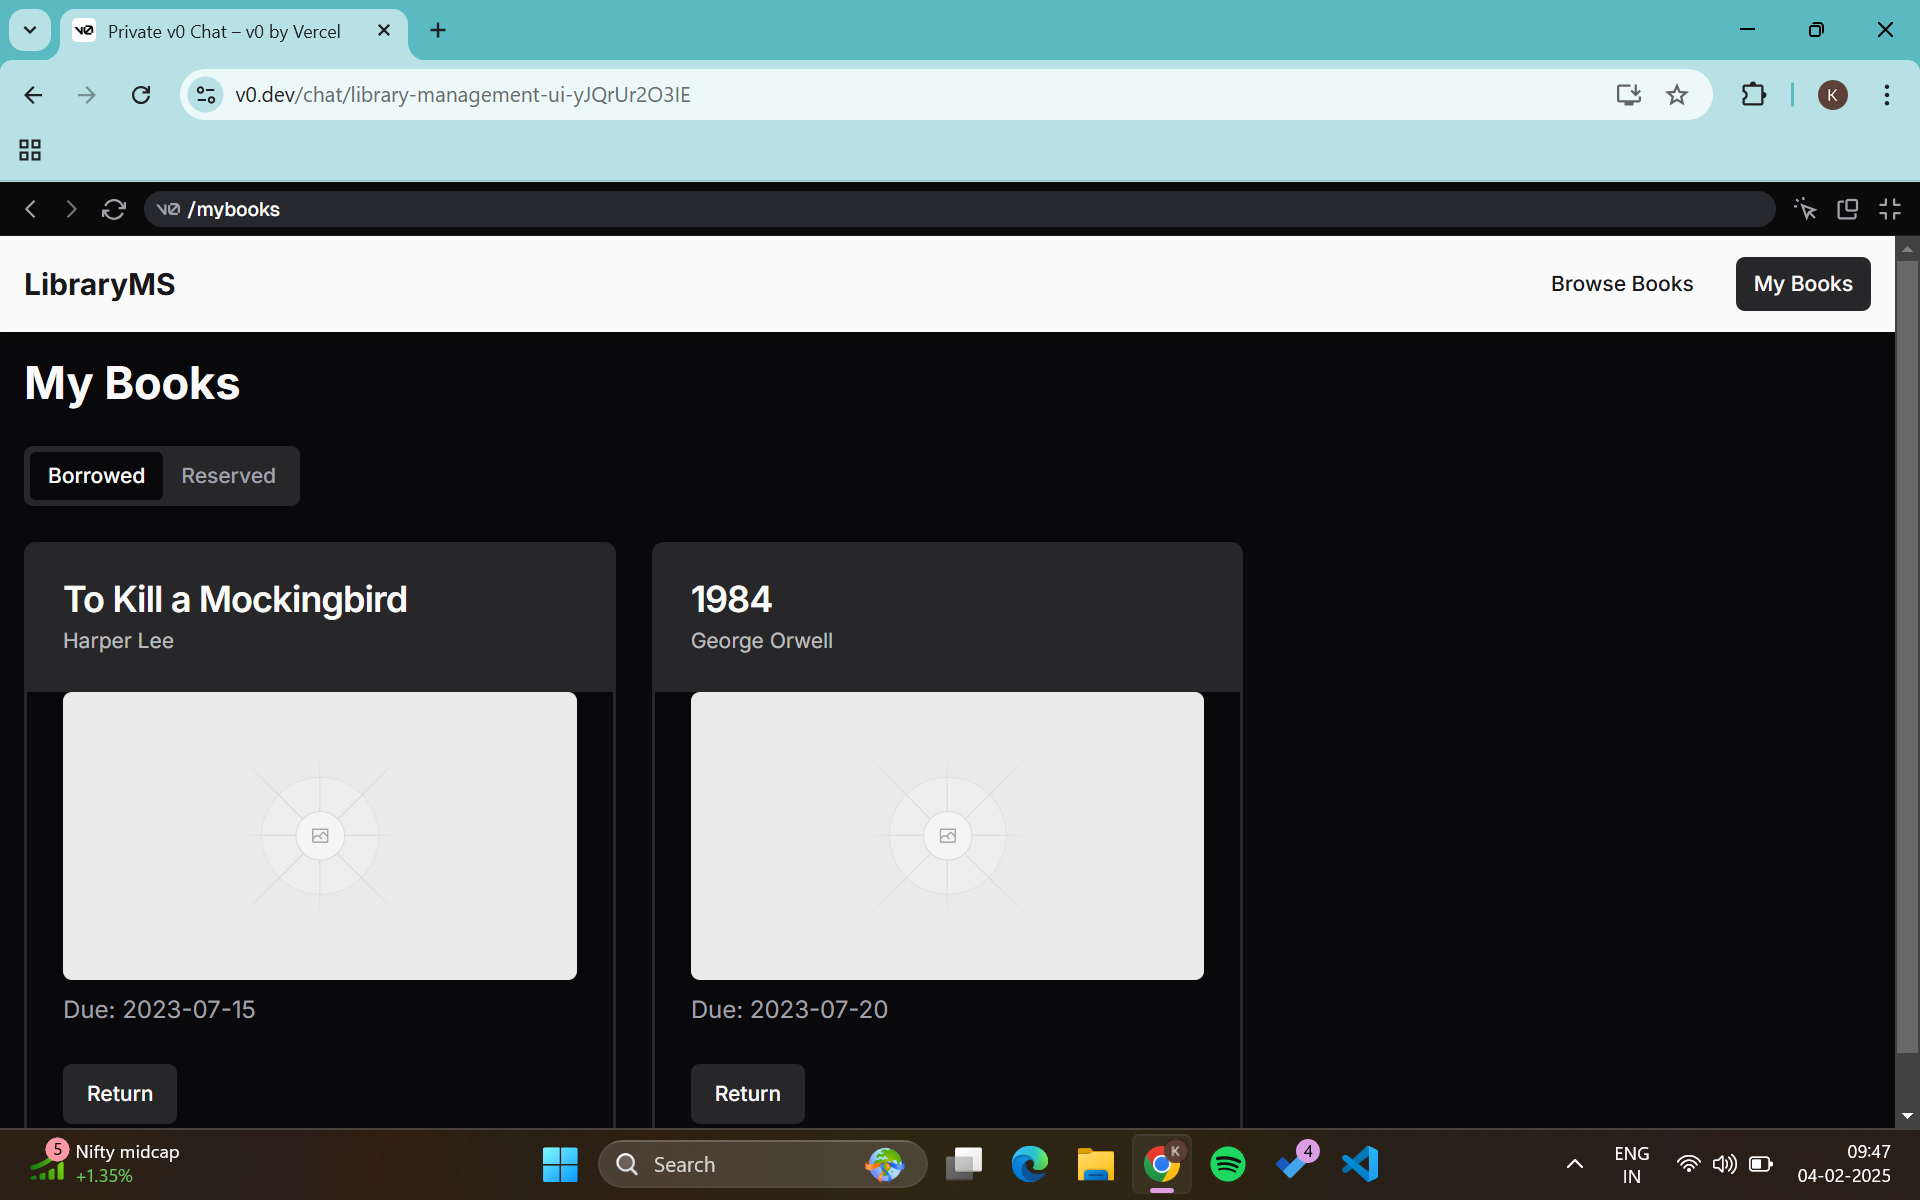 Private v0 Chat – v0 by Vercel
v0.dev/chat/library-management-ui-yJQrUr2O3IE
K
v0 /mybooks
LibraryMS
Browse Books
My Books
My Books
Borrowed
Reserved
To Kill a Mockingbird
Harper Lee
1984
George Orwell
Due: 2023-07-15
Due: 2023-07-20
Return
Return
5
Nifty midcap
+1.35%
Search
K
4
ENG
IN
09:47
04-02-2025